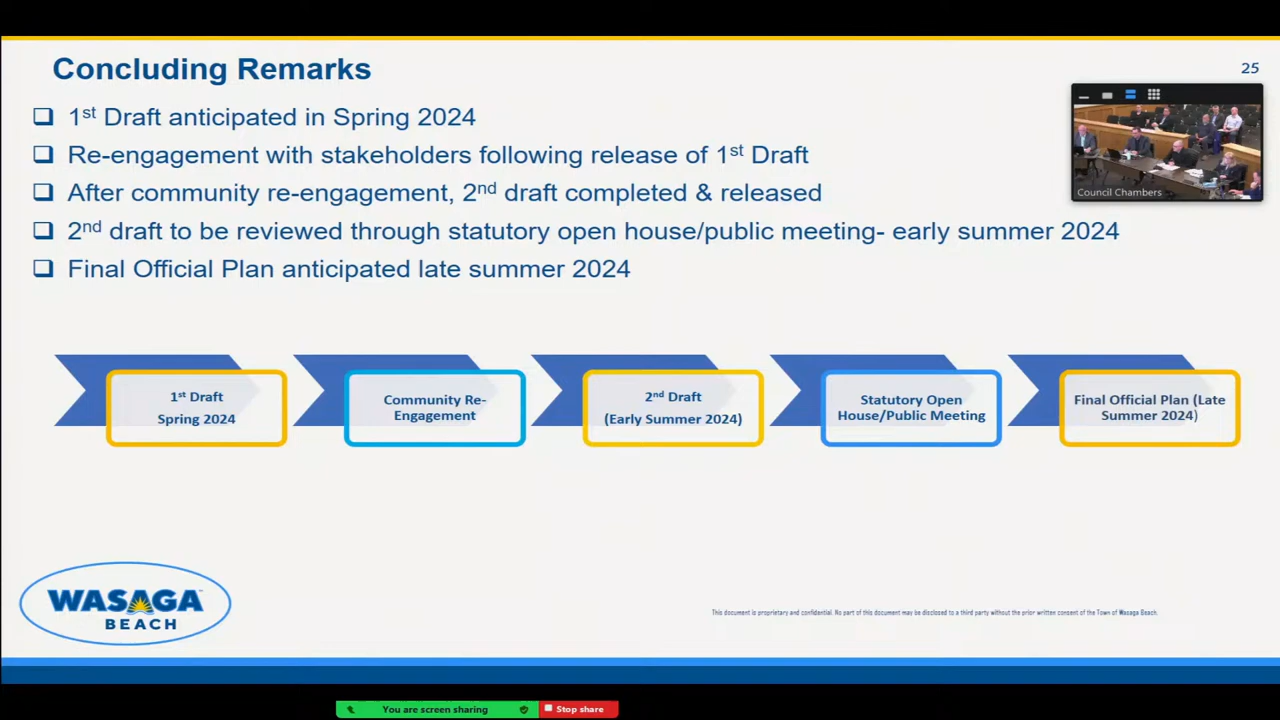 Concluding Remarks
25
❑ 1st Draft anticipated in Spring 2024
❑ Re-engagement with stakeholders following release of 1st Draft
❑ After community re-engagement, 2nd draft completed & released
❑ 2nd draft to be reviewed through statutory open house/public meeting- early summer 2024
❑ Final Official Plan anticipated late summer 2024
Council Chambers
1st Draft
Spring 2024
Community Re-
Engagement
2nd Draft
(Early Summer 2024)
Statutory Open
House/Public Meeting
Final Official Plan (Late
Summer 2024)
WASAGA
BEACH
This document is proprietary and confidential. No part of this document may be disclosed to a third party without the prior written consent of the Town of Wasaga Beach.
You are screen sharing
Stop share